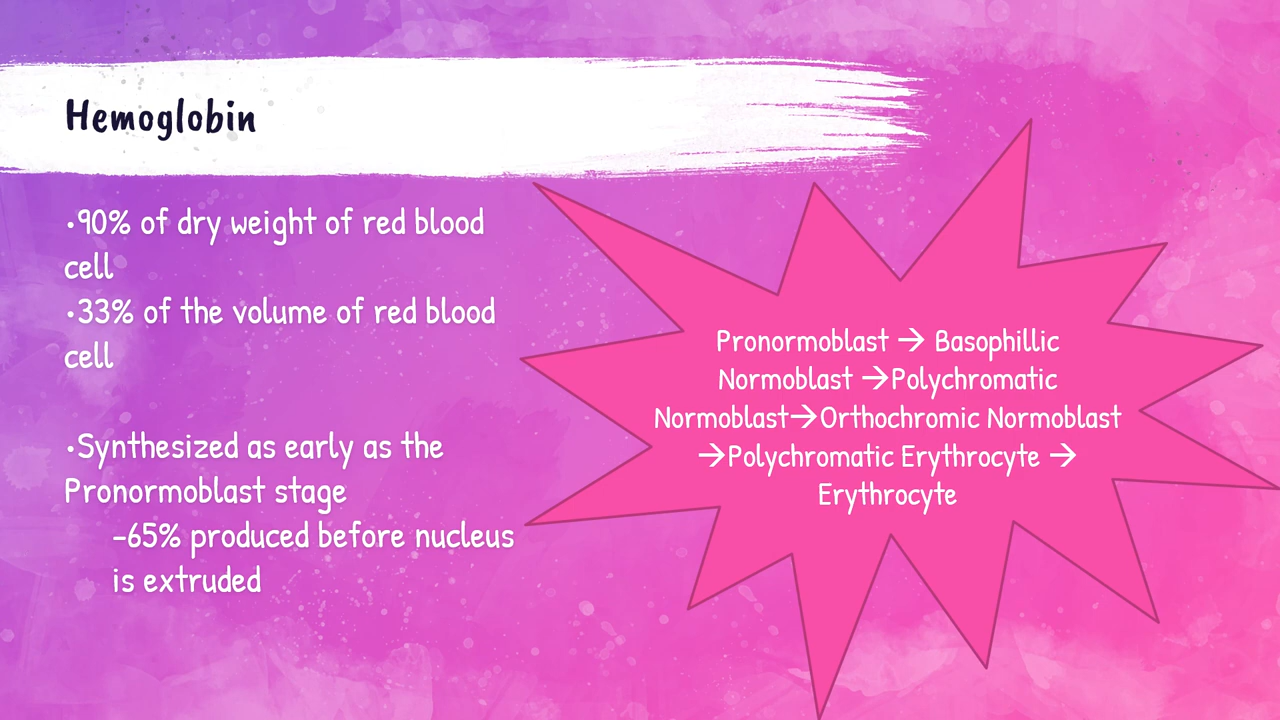 Hemoglobin
•90% of dry weight of red blood
cell
•33% of the volume of red blood
cell
•Synthesized as early as the
Pronormoblast stage
-65% produced before nucleus
is extruded
Pronormoblast → Basophillic
Normoblast →Polychromatic
Normoblast→Orthochromic Normoblast
→Polychromatic Erythrocyte →
Erythrocyte